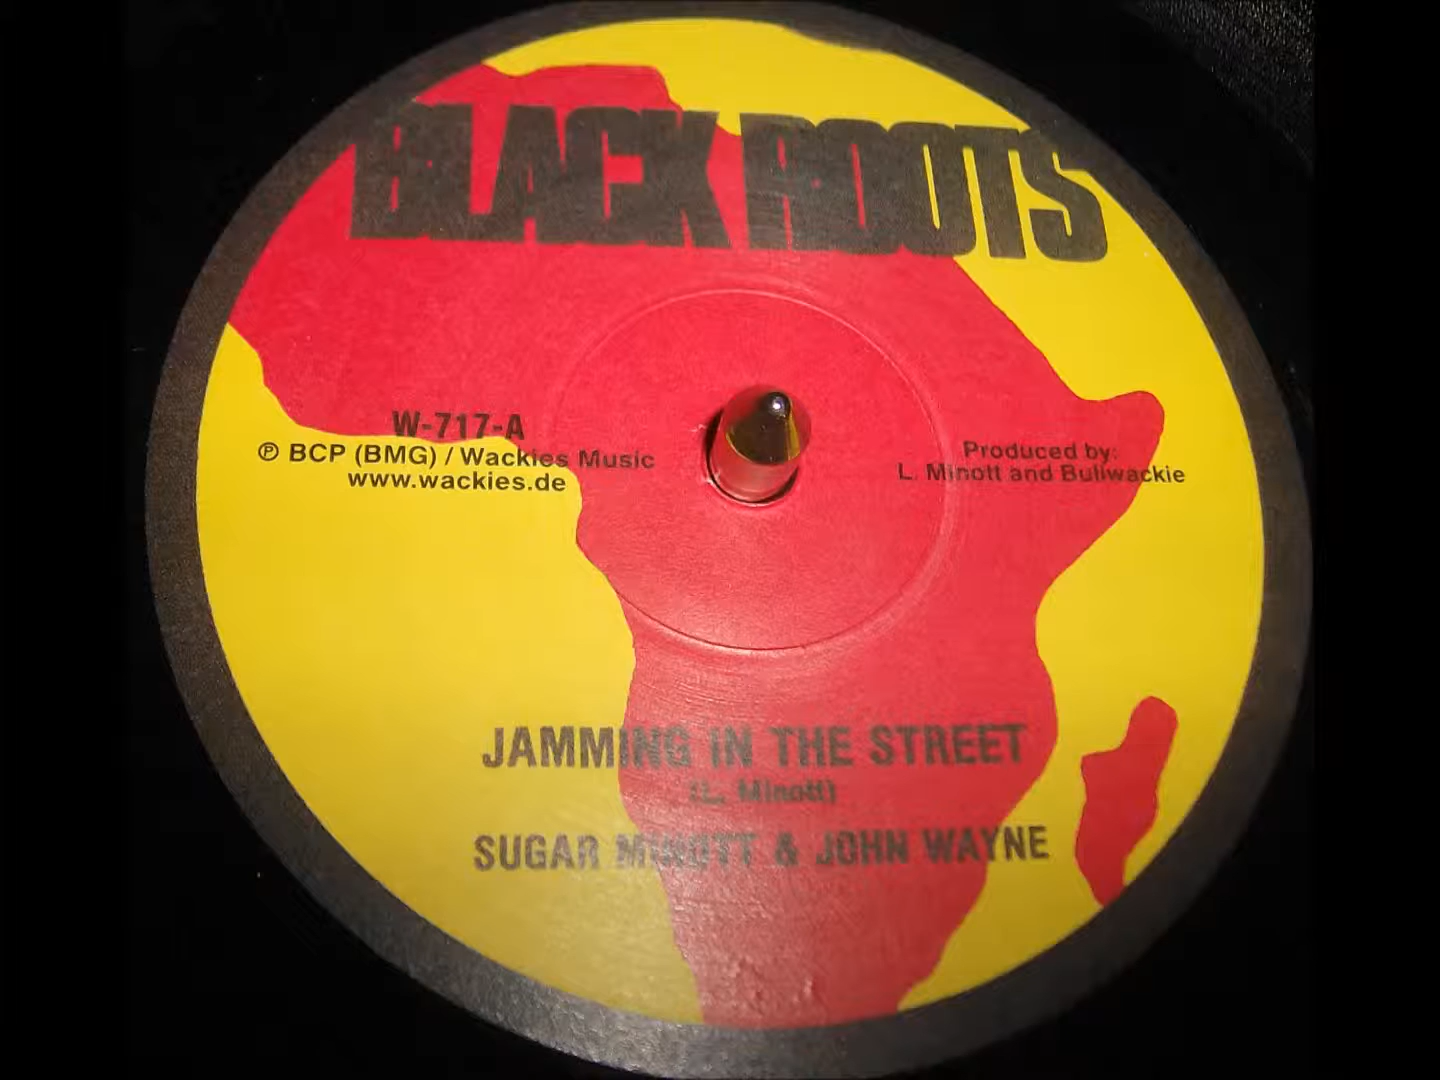 BLACK ROOTS
W-717-A
℗ BCP (BMG) / Wackies Music
www.wackies.de
Produced by:
L. Minott and Bullwackie
JAMMING IN THE STREET
(L. Minott)
SUGAR MINOTT & JOHN WAYNE